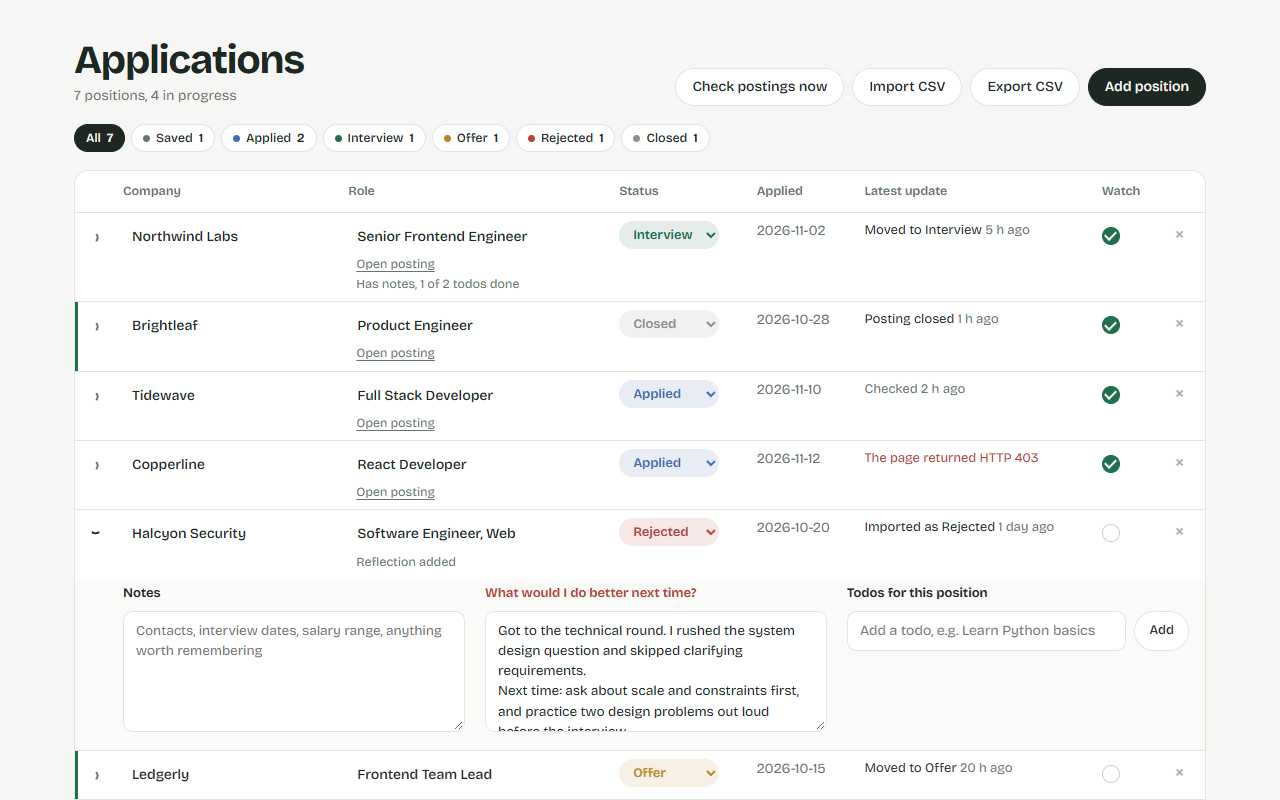 Applications
7 positions, 4 in progress
Check postings now
Import CSV
Export CSV
Add position
All 7
Saved 1
Applied 2
Interview 1
Offer 1
Rejected 1
Closed 1
Company Role Status Applied Latest update Watch
Northwind Labs Senior Frontend Engineer Interview 2026-11-02 Moved to Interview 5 h ago ×
Open posting
Has notes, 1 of 2 todos done
Brightleaf Product Engineer Closed 2026-10-28 Posting closed 1 h ago ×
Open posting
Tidewave Full Stack Developer Applied 2026-11-10 Checked 2 h ago ×
Open posting
Copperline React Developer Applied 2026-11-12 The page returned HTTP 403 ×
Open posting
Halcyon Security Software Engineer, Web Rejected 2026-10-20 Imported as Rejected 1 day ago ×
Reflection added
Notes
Contacts, interview dates, salary range, anything
worth remembering
What would I do better next time?
Got to the technical round. I rushed the system
design question and skipped clarifying
requirements.
Next time: ask about scale and constraints first,
and practice two design problems out loud
before the interview.
Todos for this position
Add a todo, e.g. Learn Python basics
Add
Ledgerly Frontend Team Lead Offer 2026-10-15 Moved to Offer 20 h ago ×